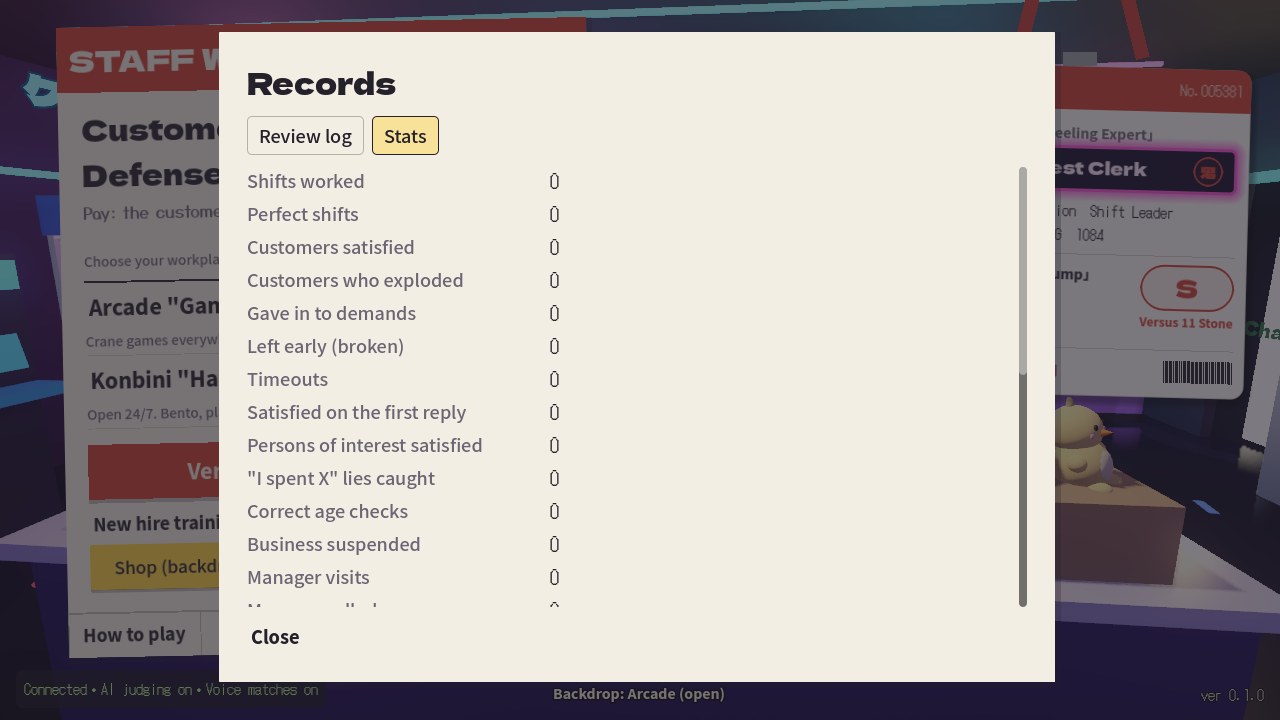 STAFF
Custom
Defense
Pay: the custome
Choose your workpla
Arcade "Gan
Crane games everyw
Konbini "Ha
Open 24/7. Bento, pl
Ver
New hire traini
Shop (backd
How to play
Records
Review log
Stats
Shifts worked 0
Perfect shifts 0
Customers satisfied 0
Customers who exploded 0
Gave in to demands 0
Left early (broken) 0
Timeouts 0
Satisfied on the first reply 0
Persons of interest satisfied 0
"I spent X" lies caught 0
Correct age checks 0
Business suspended 0
Manager visits 0
Close
No.005381
eeling Expert」
est Clerk
ion Shift Leader
G 1084
ump」
S
Versus 11 Stone
Cha
Connected • AI judging on • Voice matches on
Backdrop: Arcade (open)
ver 0.1.0